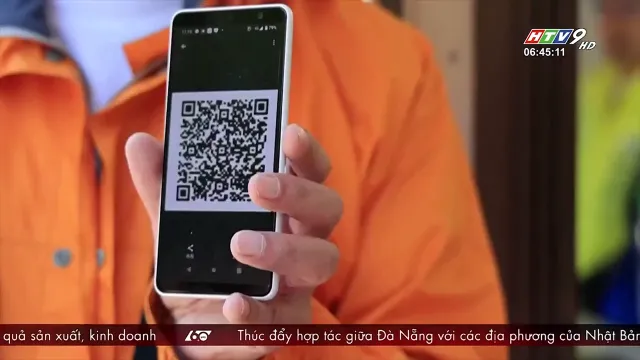 HTV9 HD
06:45:11
quả sản xuất, kinh doanh 60 Thúc đẩy hợp tác giữa Đà Nẵng với các địa phương của Nhật Bản